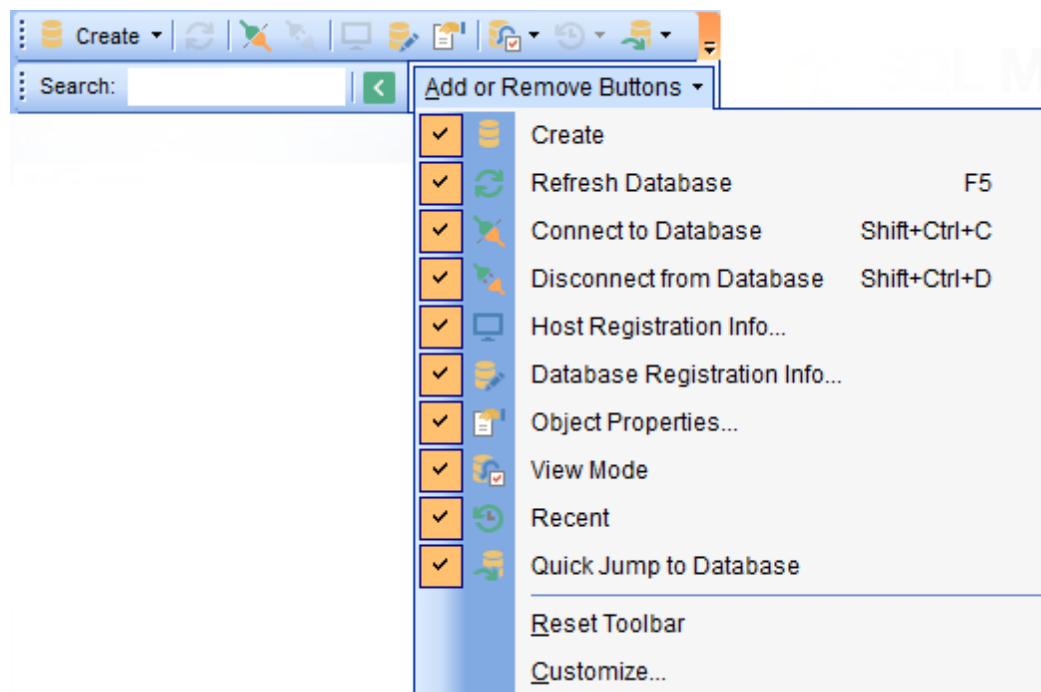 Create
Search:
SQL M
Add or Remove Buttons
Create
Refresh Database F5
Connect to Database Shift+Ctrl+C
Disconnect from Database Shift+Ctrl+D
Host Registration Info...
Database Registration Info...
Object Properties...
View Mode
Recent
Quick Jump to Database
Reset Toolbar
Customize...